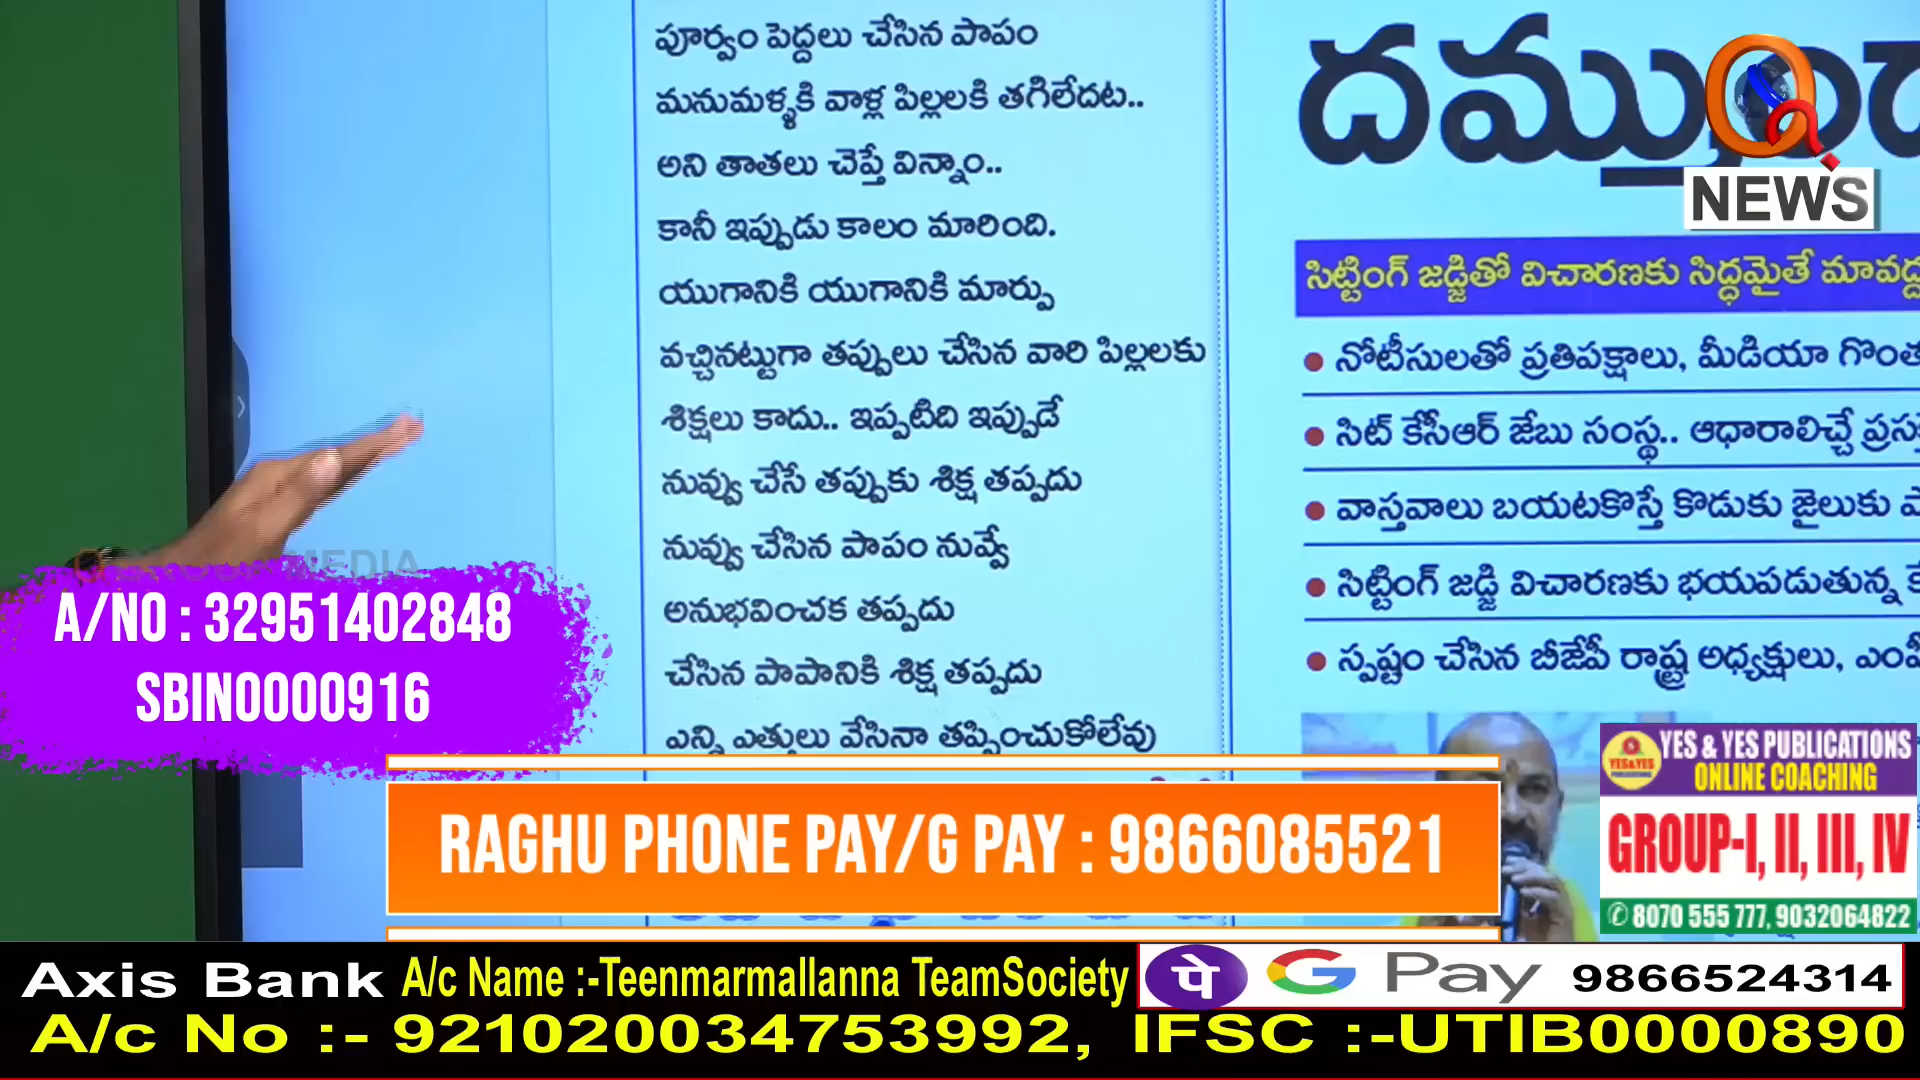 పూర్వం పెద్దలు చేసిన పాపం
మనుమళ్ళకి వాళ్ల పిల్లలకి తగిలేదట..
అని తాతలు చెప్తే విన్నాం..
కానీ ఇప్పుడు కాలం మారింది.
యుగానికి యుగానికి మార్పు
వచ్చినట్టుగా తప్పులు చేసిన వారి పిల్లలకు
శిక్షలు కాదు.. ఇప్పటిది ఇప్పుడే
నువ్వు చేసే తప్పుకు శిక్ష తప్పదు
నువ్వు చేసిన పాపం నువ్వే
అనుభవించక తప్పదు
చేసిన పాపానికి శిక్ష తప్పదు
ఎన్ని ఎత్తులు వేసినా తప్పించుకోలేవు
Q
NEWS
సిట్టింగ్ జడ్జితో విచారణకు సిద్ధమైతే
నోటీసులతో ప్రతిపక్షాలు, మీడియా
సిట్ కేసీఆర్ జేబు సంస్థ.. ఆధారాలిచ్చే
వాస్తవాలు బయటకొస్తే కొడుకు జైలుకు
సిట్టింగ్ జడ్జి విచారణకు భయపడుతున్న
స్పష్టం చేసిన బీజేపీ రాష్ట్ర అధ్యక్షులు,
MEDIA
A/NO : 32951402848
SBIN0000916
RAGHU PHONE PAY/G PAY : 9866085521
YES & YES PUBLICATIONS
ONLINE COACHING
GROUP-I, II, III, IV
8070 555 777, 9032064822
Axis Bank A/c Name :-Teenmarmallanna TeamSociety
पे G Pay 9866524314
A/c No :- 921020034753992, IFSC :-UTIB0000890